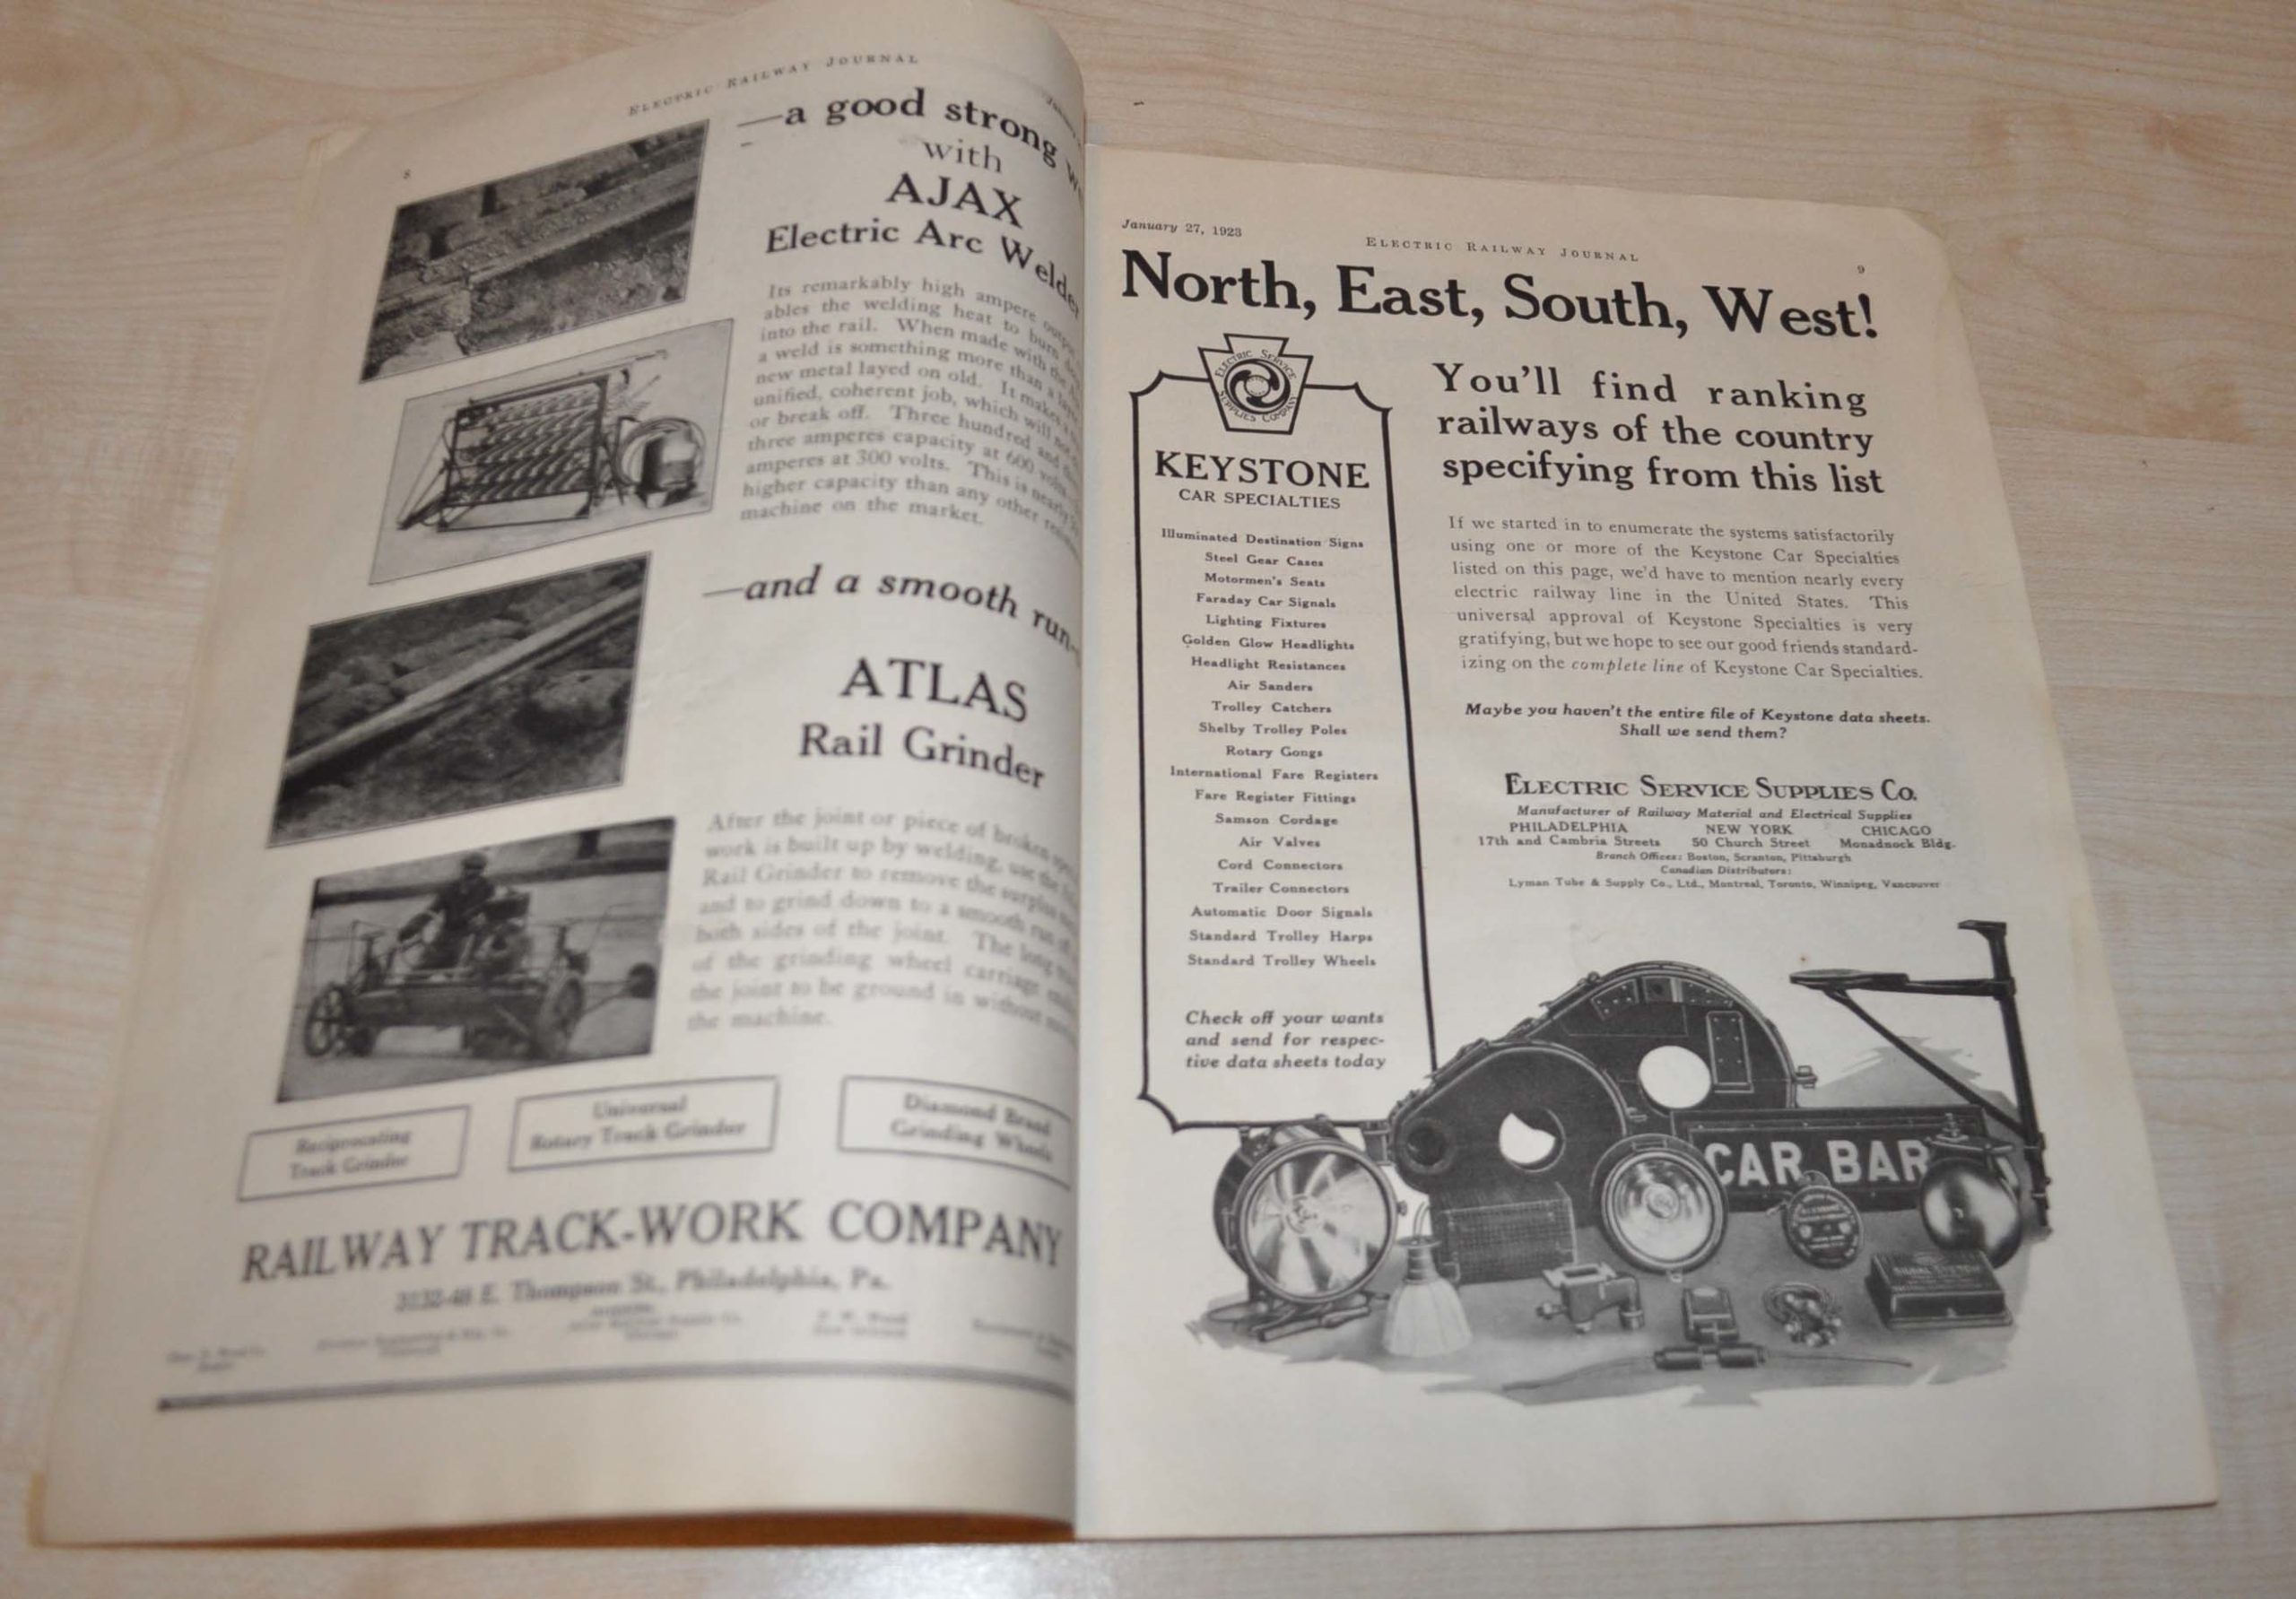 8
ELECTRIC RAILWAY JOURNAL
—a good strong
with
AJAX
Electric Arc Welder
Its remarkably high ampere
ables the welding heat to burn
into the rail. When made with the
a weld is something more than a
new metal layed on old. It makes a
unified, coherent job, which will not
or break off. Three hundred and
three amperes capacity at 600 volts
amperes at 300 volts. This is nearly
higher capacity than any other
machine on the market.
—and a smooth run
ATLAS
Rail Grinder
After the joint or piece of broken
work is built up by welding, use the
Rail Grinder to remove the surplus
and to grind down to a smooth run
both sides of the joint. The long
of the grinding wheel carriage
the joint to be ground in without
the machine.
Reciprocating
Track Grinder
Universal
Rotary Track Grinder
Diamond Brand
Grinding Wheels
RAILWAY TRACK-WORK COMPANY
3132-48 E. Thompson St., Philadelphia, Pa.
January 27, 1923
ELECTRIC RAILWAY JOURNAL
9
North, East, South, West!
ELECTRIC SERVICE
SUPPLIES COMPANY
KEYSTONE
CAR SPECIALTIES
Illuminated Destination Signs
Steel Gear Cases
Motormen's Seats
Faraday Car Signals
Lighting Fixtures
Golden Glow Headlights
Headlight Resistances
Air Sanders
Trolley Catchers
Shelby Trolley Poles
Rotary Gongs
International Fare Registers
Fare Register Fittings
Samson Cordage
Air Valves
Cord Connectors
Trailer Connectors
Automatic Door Signals
Standard Trolley Harps
Standard Trolley Wheels
Check off your wants
and send for respec-
tive data sheets today
You'll find ranking
railways of the country
specifying from this list
If we started in to enumerate the systems satisfactorily
using one or more of the Keystone Car Specialties
listed on this page, we'd have to mention nearly every
electric railway line in the United States. This
universal approval of Keystone Specialties is very
gratifying, but we hope to see our good friends standard-
izing on the complete line of Keystone Car Specialties.
Maybe you haven't the entire file of Keystone data sheets.
Shall we send them?
ELECTRIC SERVICE SUPPLIES CO.
Manufacturer of Railway Material and Electrical Supplies
PHILADELPHIA NEW YORK CHICAGO
17th and Cambria Streets 50 Church Street Monadnock Bldg.
Branch Offices: Boston, Scranton, Pittsburgh
Canadian Distributors:
Lyman Tube & Supply Co., Ltd., Montreal, Toronto, Winnipeg, Vancouver
CAR BAR